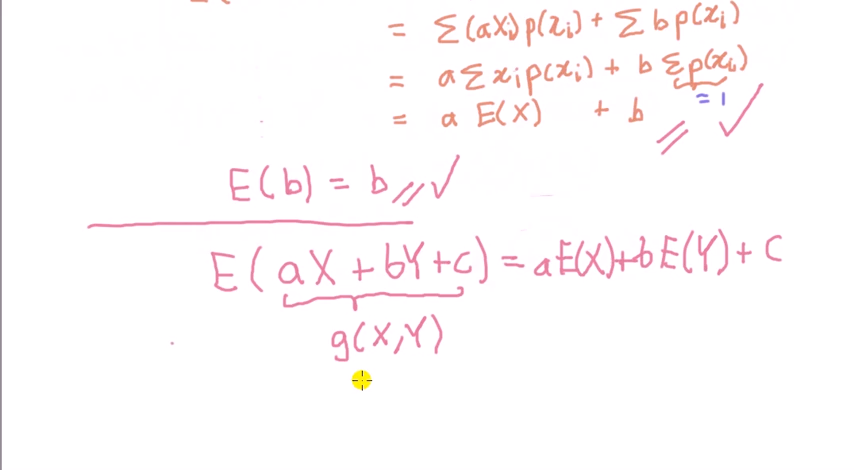 = Σ(axᵢ)p(xᵢ) + Σ b p(xᵢ)
= a Σ xᵢ p(xᵢ) + b Σ p(xᵢ)
= 1
= a E(X) + b
E(b) = b
E(aX + bY + c) = aE(X) + bE(Y) + c
g(X,Y)